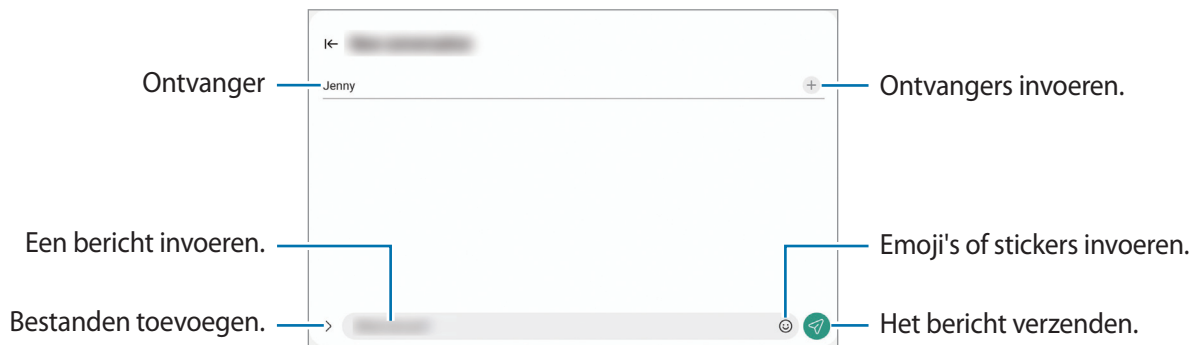 Ontvanger
Jenny
Ontvangers invoeren.
Een bericht invoeren.
Emoji's of stickers invoeren.
Bestanden toevoegen.
Het bericht verzenden.